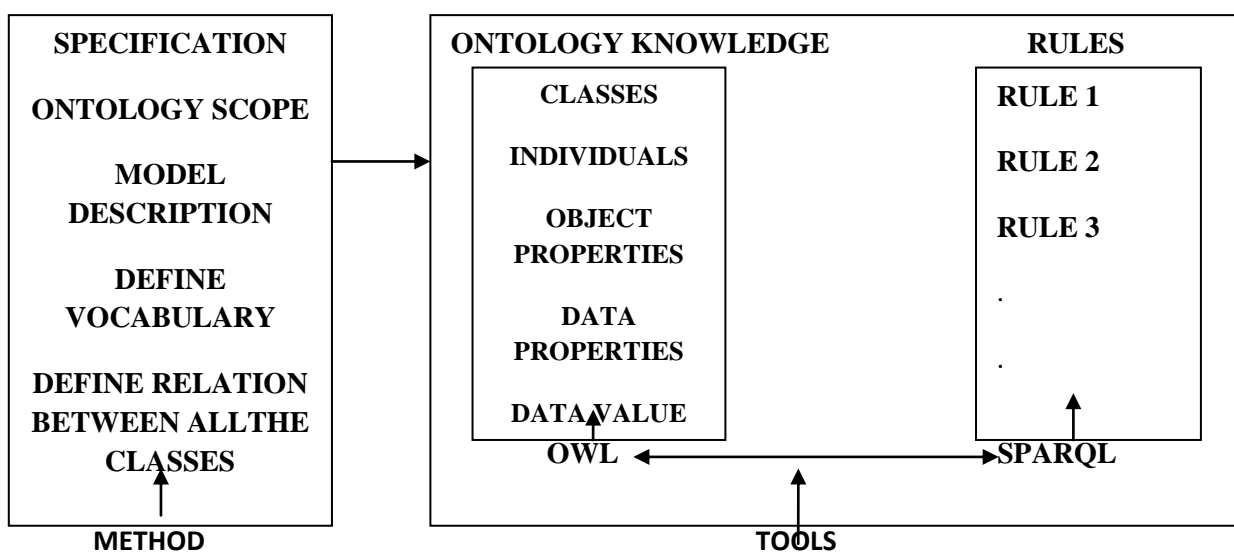 SPECIFICATION
ONTOLOGY SCOPE
MODEL
DESCRIPTION
DEFINE
VOCABULARY
DEFINE RELATION
BETWEEN ALLTHE
CLASSES
METHOD
ONTOLOGY KNOWLEDGE
CLASSES
INDIVIDUALS
OBJECT
PROPERTIES
DATA
PROPERTIES
DATA VALUE
OWL
RULES
RULE 1
RULE 2
RULE 3
.
.
SPARQL
TOOLS